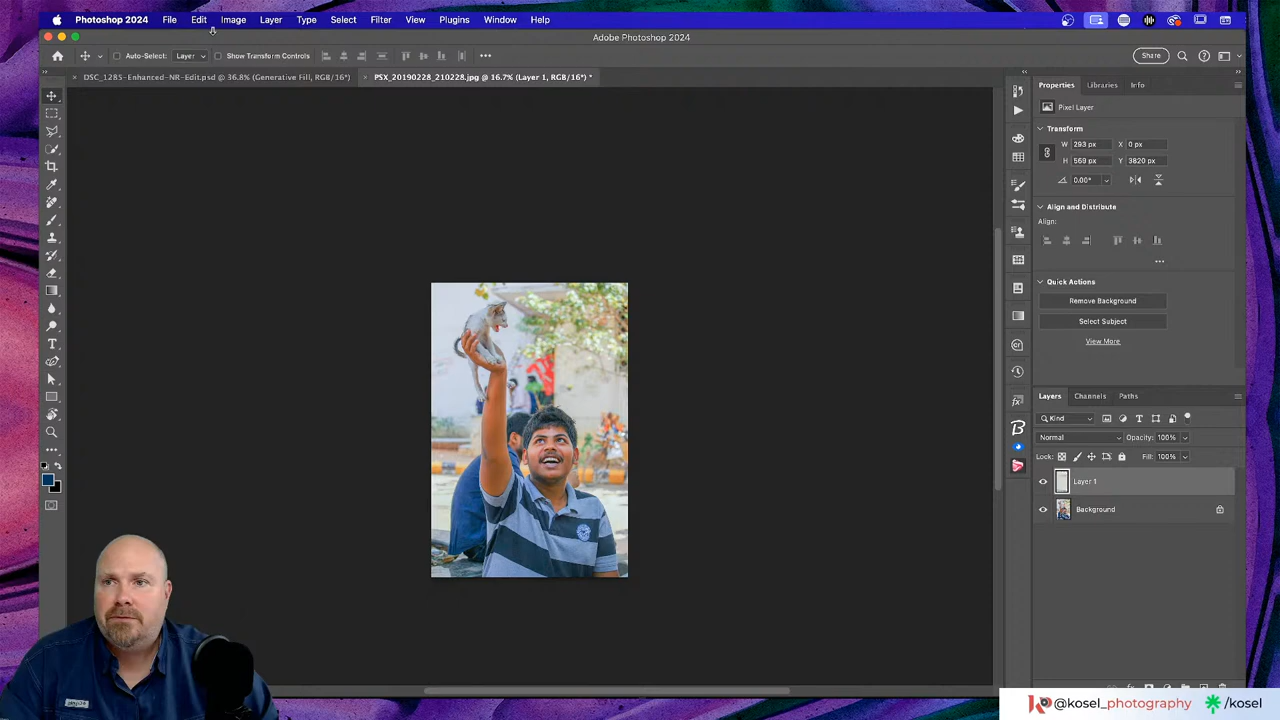 Photoshop 2024 File Edit Image Layer Type Select Filter View Plugins Window Help
Adobe Photoshop 2024
Auto-Select: Layer Show Transform Controls Share
DSC_1285-Enhanced-NR-Edit.psd @ 36.8% (Generative Fill, RGB/16*) PSX_20190228_210228.jpg @ 16.7% (Layer 1, RGB/16*) *
Properties Libraries Info
Pixel Layer
Transform
W 293 px X 0 px
H 569 px Y 3820 px
0.00°
Align and Distribute
Align:
Quick Actions
Remove Background
Select Subject
View More
Layers Channels Paths
Kind
Normal Opacity: 100%
Lock: Fill: 100%
Layer 1
Background
@kosel_photography /kosel